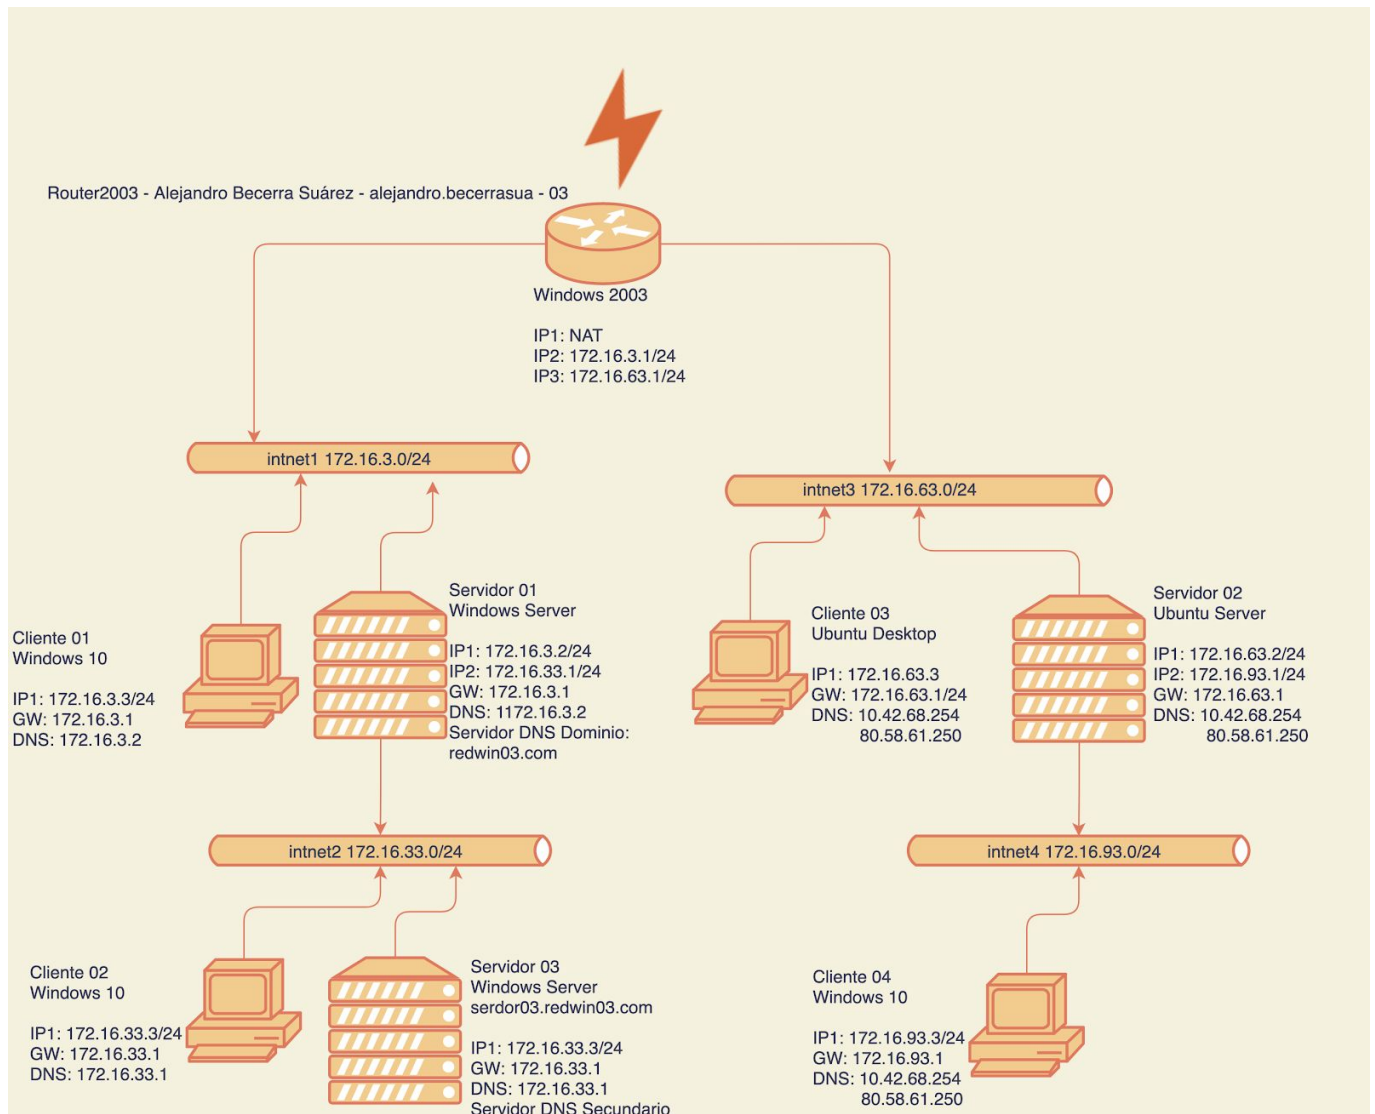 Router2003 - Alejandro Becerra Suárez - alejandro.becerrasua - 03
Windows 2003
IP1: NAT
IP2: 172.16.3.1/24
IP3: 172.16.63.1/24
intnet1 172.16.3.0/24
intnet3 172.16.63.0/24
Cliente 01
Windows 10
IP1: 172.16.3.3/24
GW: 172.16.3.1
DNS: 172.16.3.2
Servidor 01
Windows Server
IP1: 172.16.3.2/24
IP2: 172.16.33.1/24
GW: 172.16.3.1
DNS: 1172.16.3.2
Servidor DNS Dominio:
redwin03.com
Cliente 03
Ubuntu Desktop
IP1: 172.16.63.3
GW: 172.16.63.1/24
DNS: 10.42.68.254
80.58.61.250
Servidor 02
Ubuntu Server
IP1: 172.16.63.2/24
IP2: 172.16.93.1/24
GW: 172.16.63.1
DNS: 10.42.68.254
80.58.61.250
intnet2 172.16.33.0/24
intnet4 172.16.93.0/24
Cliente 02
Windows 10
IP1: 172.16.33.3/24
GW: 172.16.33.1
DNS: 172.16.33.1
Servidor 03
Windows Server
serdor03.redwin03.com
IP1: 172.16.33.3/24
GW: 172.16.33.1
DNS: 172.16.33.1
Servidor DNS Secundario
Cliente 04
Windows 10
IP1: 172.16.93.3/24
GW: 172.16.93.1
DNS: 10.42.68.254
80.58.61.250